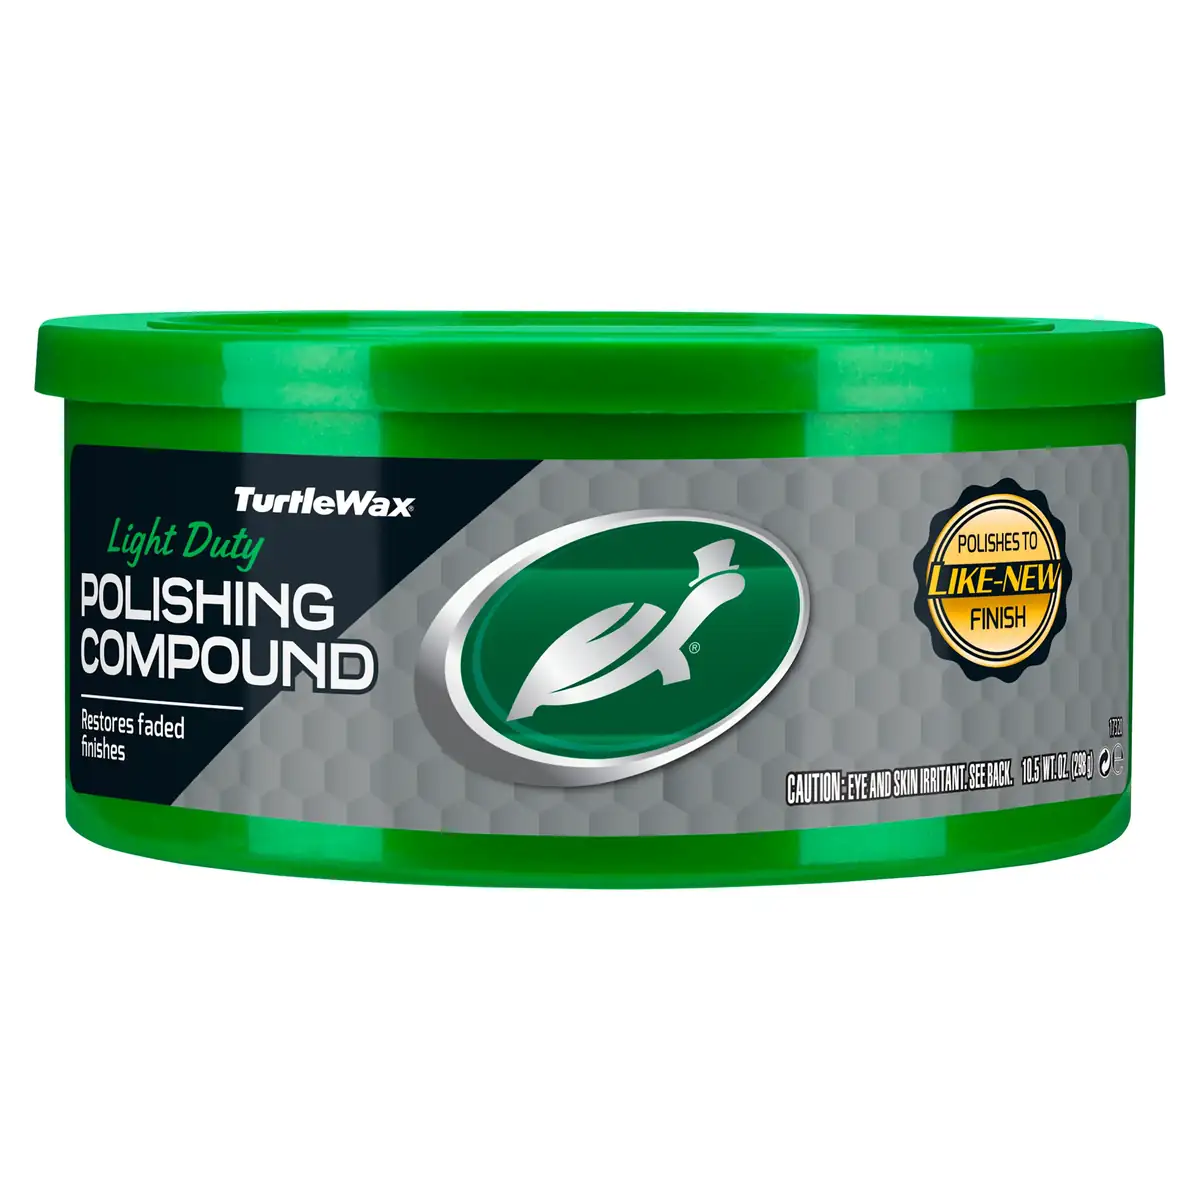 TurtleWax®
Light Duty
POLISHING
COMPOUND
Restores faded
finishes
®
POLISHES TO
LIKE-NEW
FINISH
17320
CAUTION: EYE AND SKIN IRRITANT. SEE BACK. 10.5 WT. OZ. (298 g) ℮